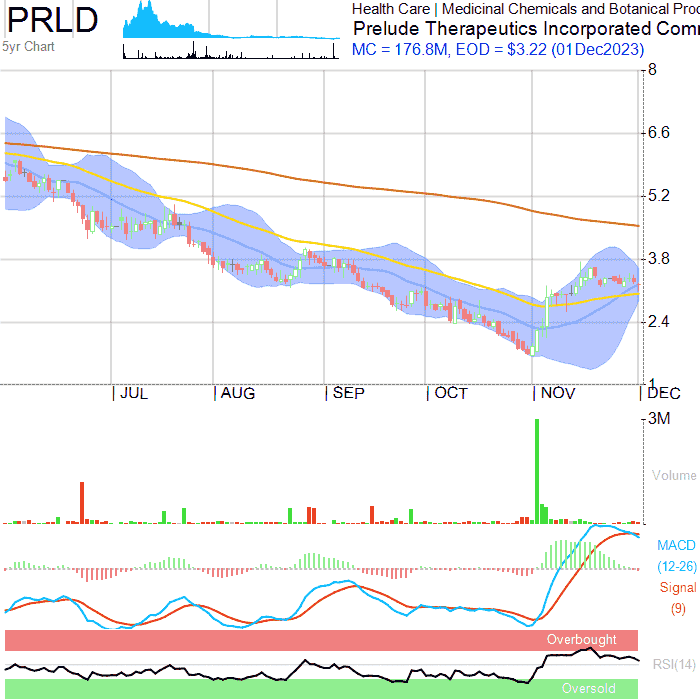 PRLD
5yr Chart
Health Care | Medicinal Chemicals and Botanical Proc
Prelude Therapeutics Incorporated Com
MC = 176.8M, EOD = $3.22 (01Dec2023)
8
6.6
5.2
3.8
2.4
1
JUL AUG SEP OCT NOV DEC
3M
Volume
MACD
(12-26)
Signal
(9)
Overbought
RSI(14)
Oversold